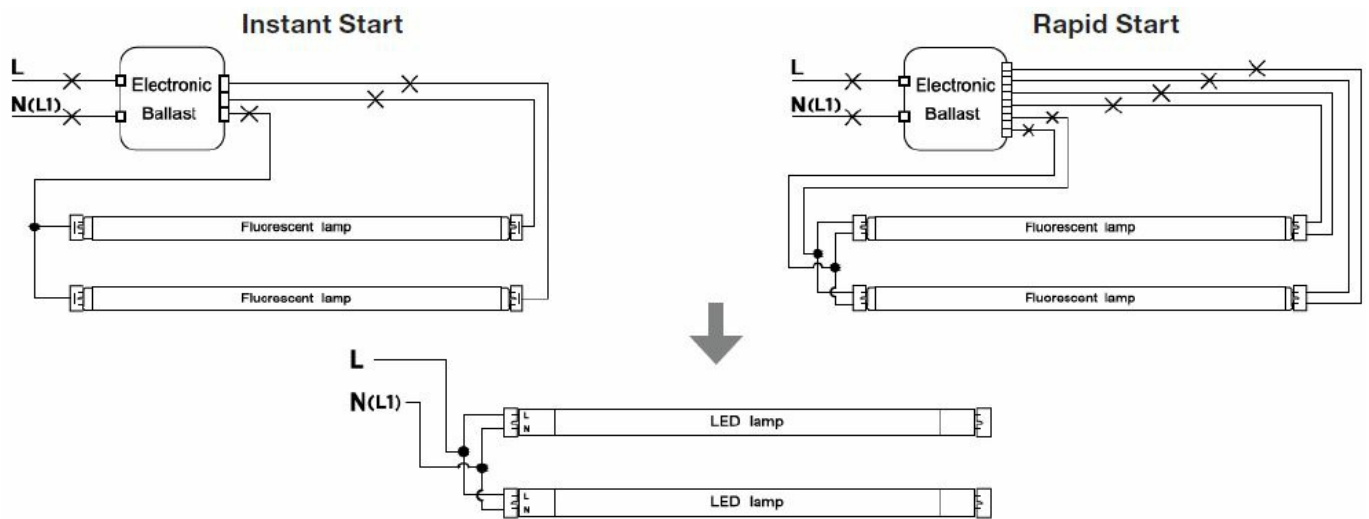 Instant Start
L
N(L1)
Electronic
Ballast
Fluorescent lamp
Fluorescent lamp
Rapid Start
L
N(L1)
Electronic
Ballast
Fluorescent lamp
Fluorescent lamp
L
N(L1)
L
N
LED lamp
L
N
LED lamp